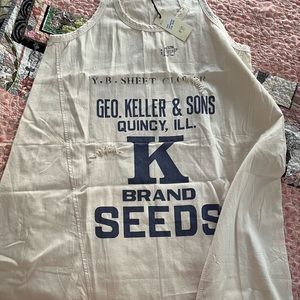 Y.B. SWEET CLOVER
GEO. KELLER & SONS
QUINCY, ILL.
K
BRAND
SEEDS